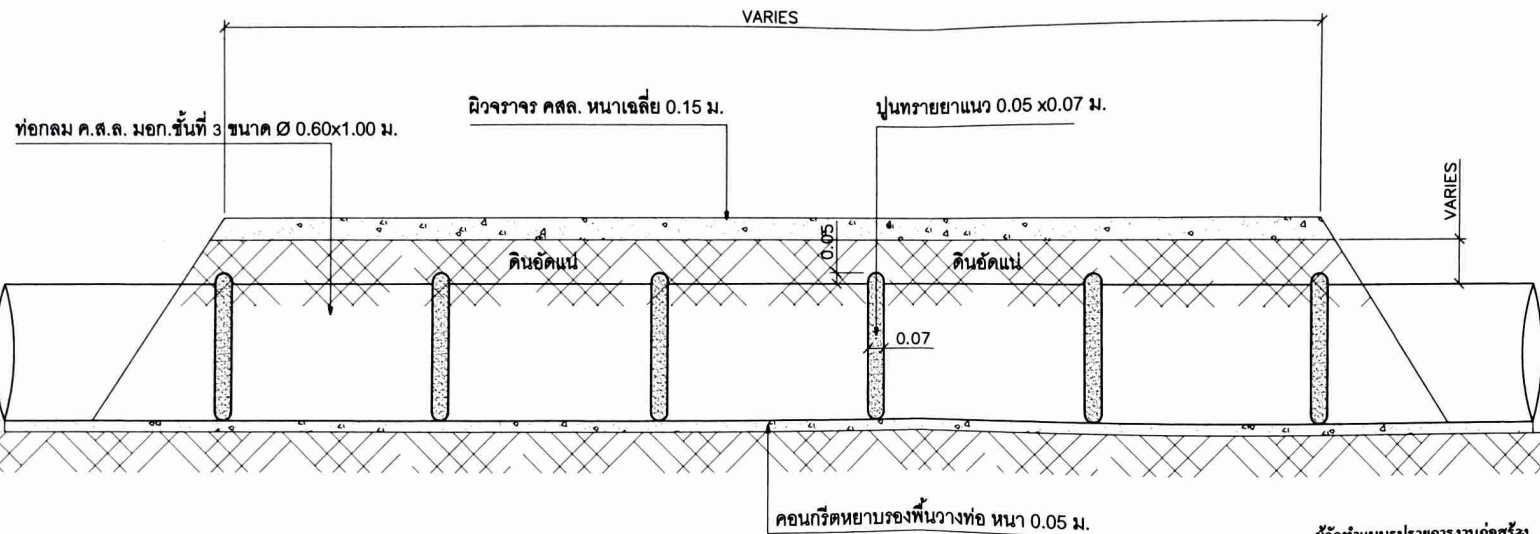 VARIES
ผิวจราจร คสล. หนาเฉลี่ย 0.15 ม.
ปูนทรายยาแนว 0.05 x0.07 ม.
ท่อกลม ค.ส.ล. มอก.ชั้นที่ 3 ขนาด Ø 0.60x1.00 ม.
VARIES
0.05
ดินอัดแน่
ดินอัดแน่
0.07
คอนกรีตหยาบรองพื้นวางท่อ หนา 0.05 ม.